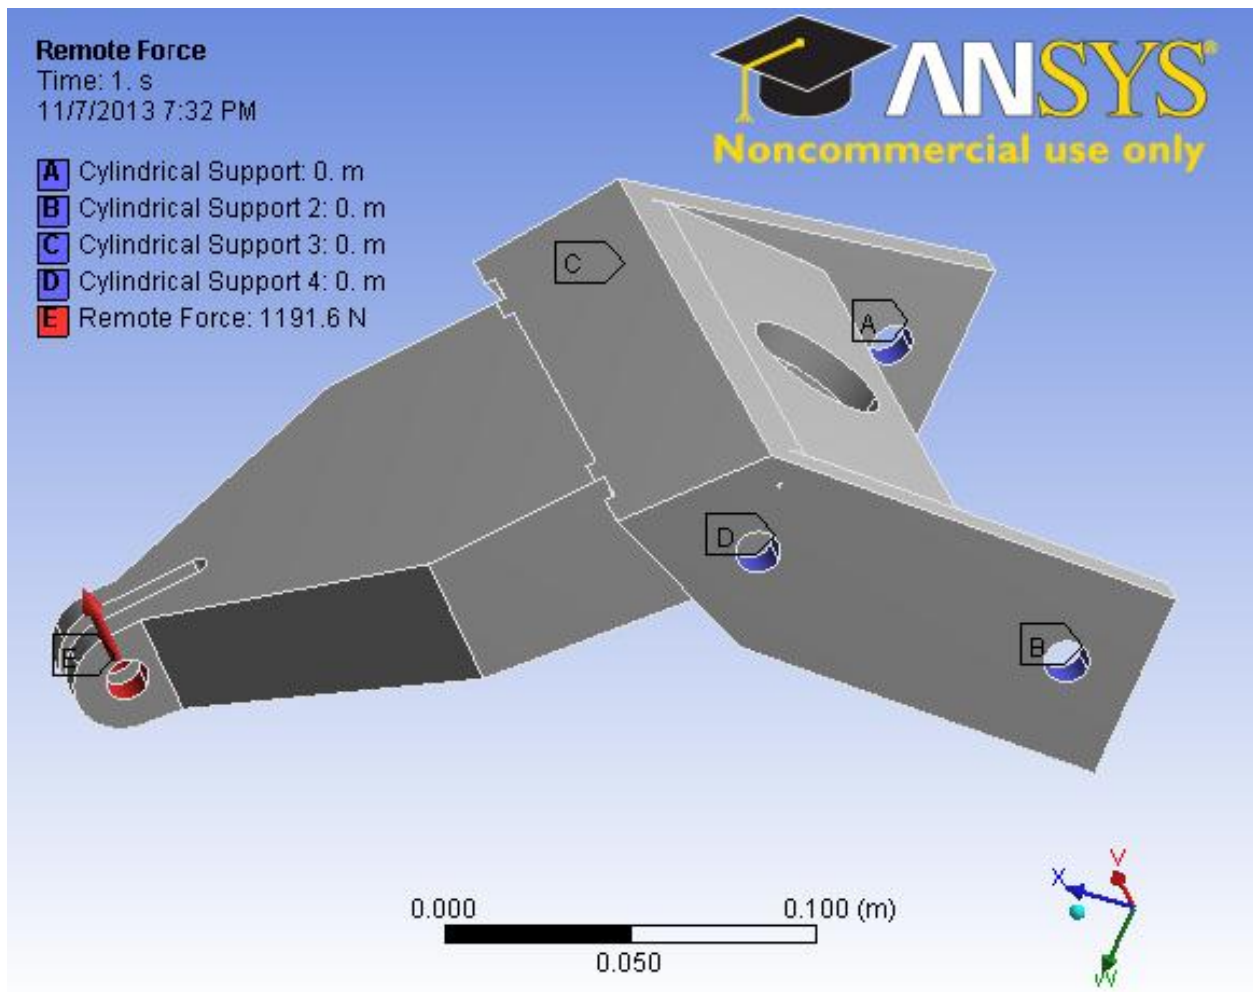 Remote Force
Time: 1. s
11/7/2013 7:32 PM
A Cylindrical Support: 0. m
B Cylindrical Support 2: 0. m
C Cylindrical Support 3: 0. m
D Cylindrical Support 4: 0. m
E Remote Force: 1191.6 N
ANSYS®
Noncommercial use only
C
A
D
B
E
0.000 0.100 (m)
0.050
V
X
W